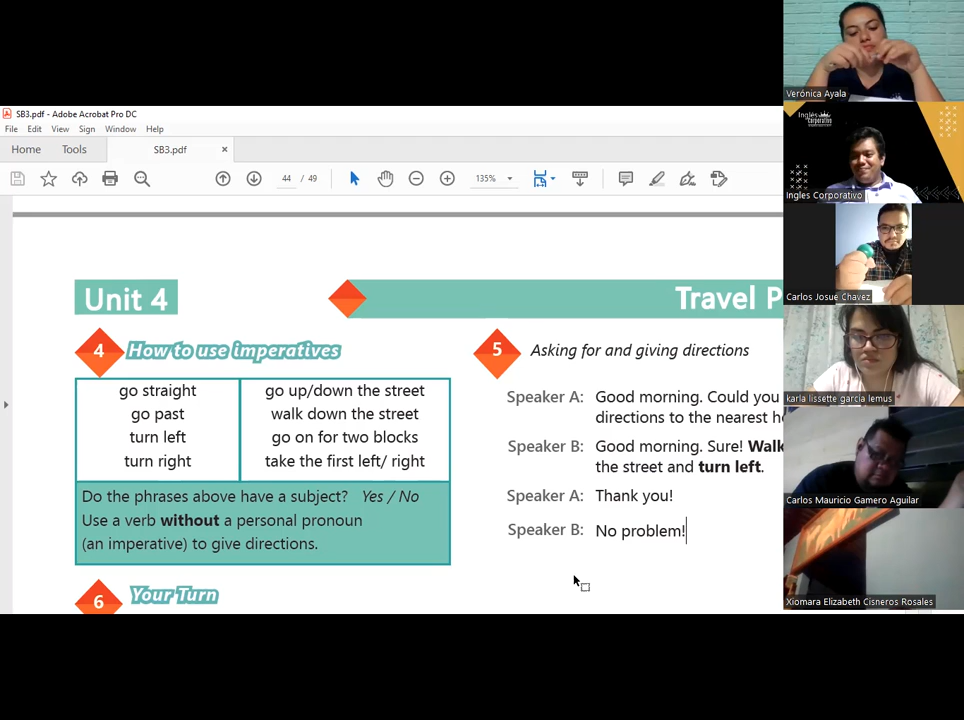 SB3.pdf - Adobe Acrobat Pro DC
File Edit View Sign Window Help
Home Tools SB3.pdf ×
44 / 49 135%
Unit 4
Travel P
4 How to use imperatives
go straight
go past
turn left
turn right
go up/down the street
walk down the street
go on for two blocks
take the first left/ right
Do the phrases above have a subject? Yes / No
Use a verb without a personal pronoun
(an imperative) to give directions.
6 Your Turn
5 Asking for and giving directions
Speaker A: Good morning. Could you
directions to the nearest h
Speaker B: Good morning. Sure! Walk
the street and turn left.
Speaker A: Thank you!
Speaker B: No problem!
Verónica Ayala
Inglés
Corporativo
Ingles Corporativo
Carlos Josue Chavez
karla lissette garcia lemus
Carlos Mauricio Gamero Aguilar
Xiomara Elizabeth Cisneros Rosales